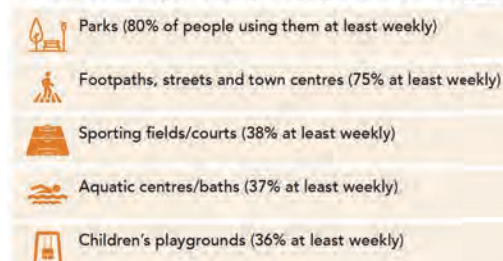 Parks (80% of people using them at least weekly)
Footpaths, streets and town centres (75% at least weekly)
Sporting fields/courts (38% at least weekly)
Aquatic centres/baths (37% at least weekly)
Children's playgrounds (36% at least weekly)